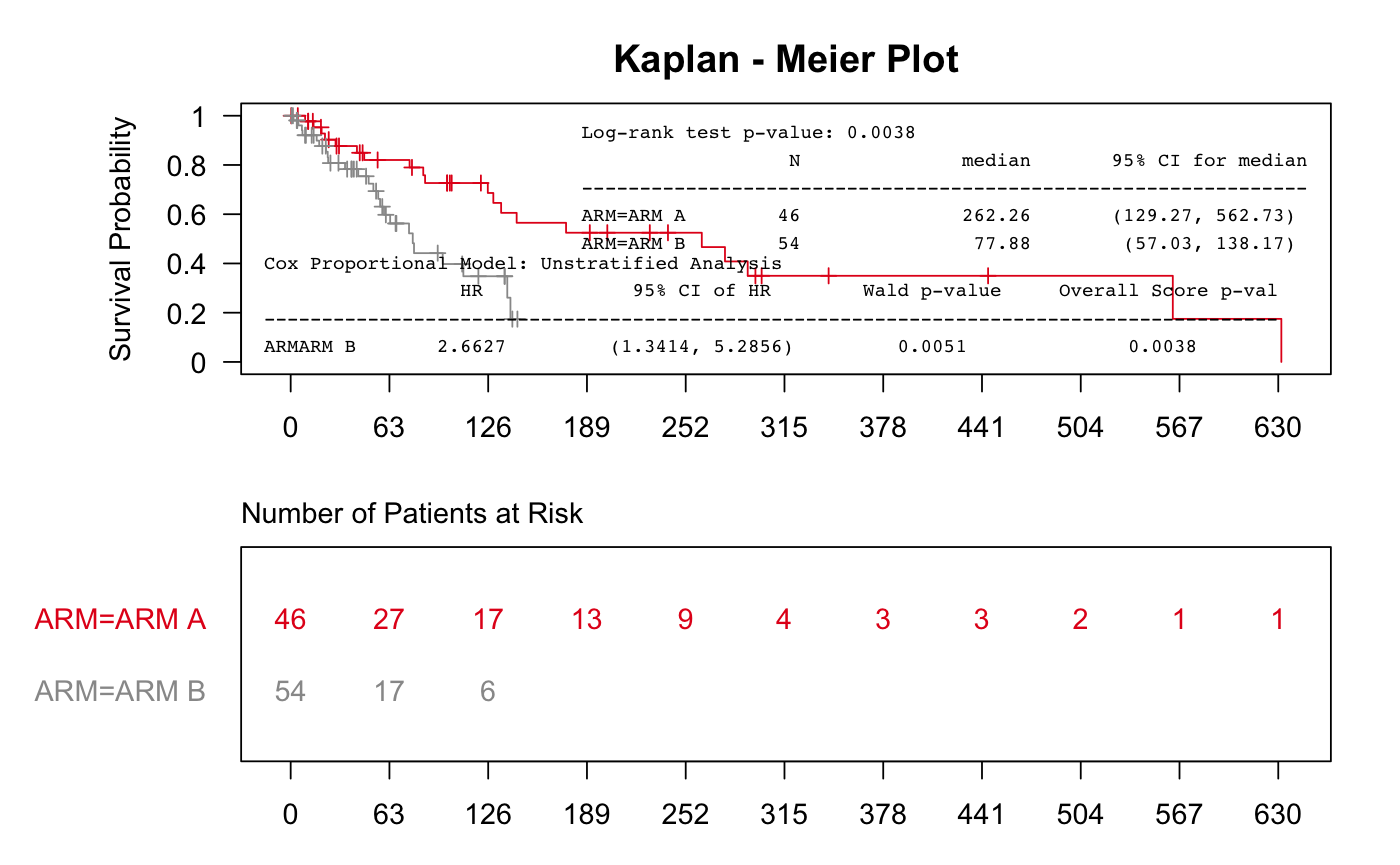 Kaplan - Meier Plot
Survival Probability
1
0.8
0.6
0.4
0.2
0
Log-rank test p-value: 0.0038
N median 95% CI for median
ARM=ARM A 46 262.26 (129.27, 562.73)
ARM=ARM B 54 77.88 (57.03, 138.17)
Cox Proportional Model: Unstratified Analysis
HR 95% CI of HR Wald p-value Overall Score p-val
ARMARM B 2.6627 (1.3414, 5.2856) 0.0051 0.0038
0 63 126 189 252 315 378 441 504 567 630
Number of Patients at Risk
ARM=ARM A 46 27 17 13 9 4 3 3 2 1 1
ARM=ARM B 54 17 6
0 63 126 189 252 315 378 441 504 567 630